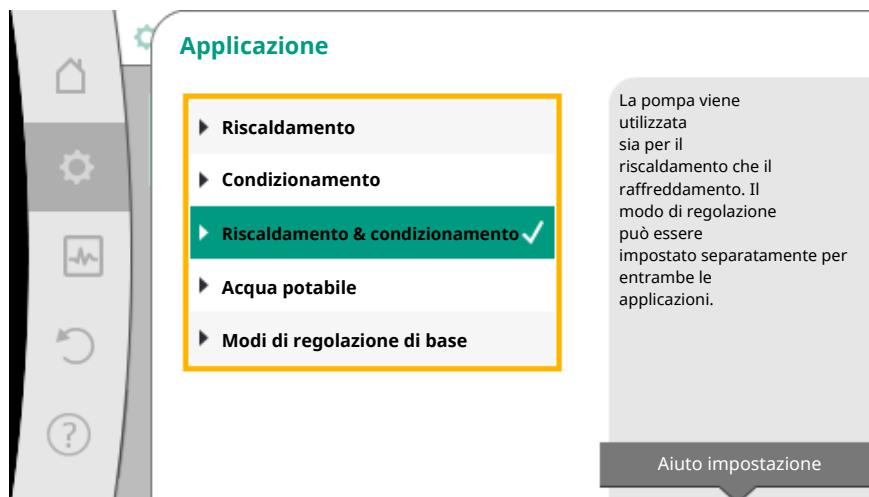 Applicazione
Riscaldamento
Condizionamento
Riscaldamento & condizionamento
Acqua potabile
Modi di regolazione di base
La pompa viene
utilizzata
sia per il
riscaldamento che il
raffreddamento. Il
modo di regolazione
può essere
impostato separatamente per
entrambe le
applicazioni.
Aiuto impostazione